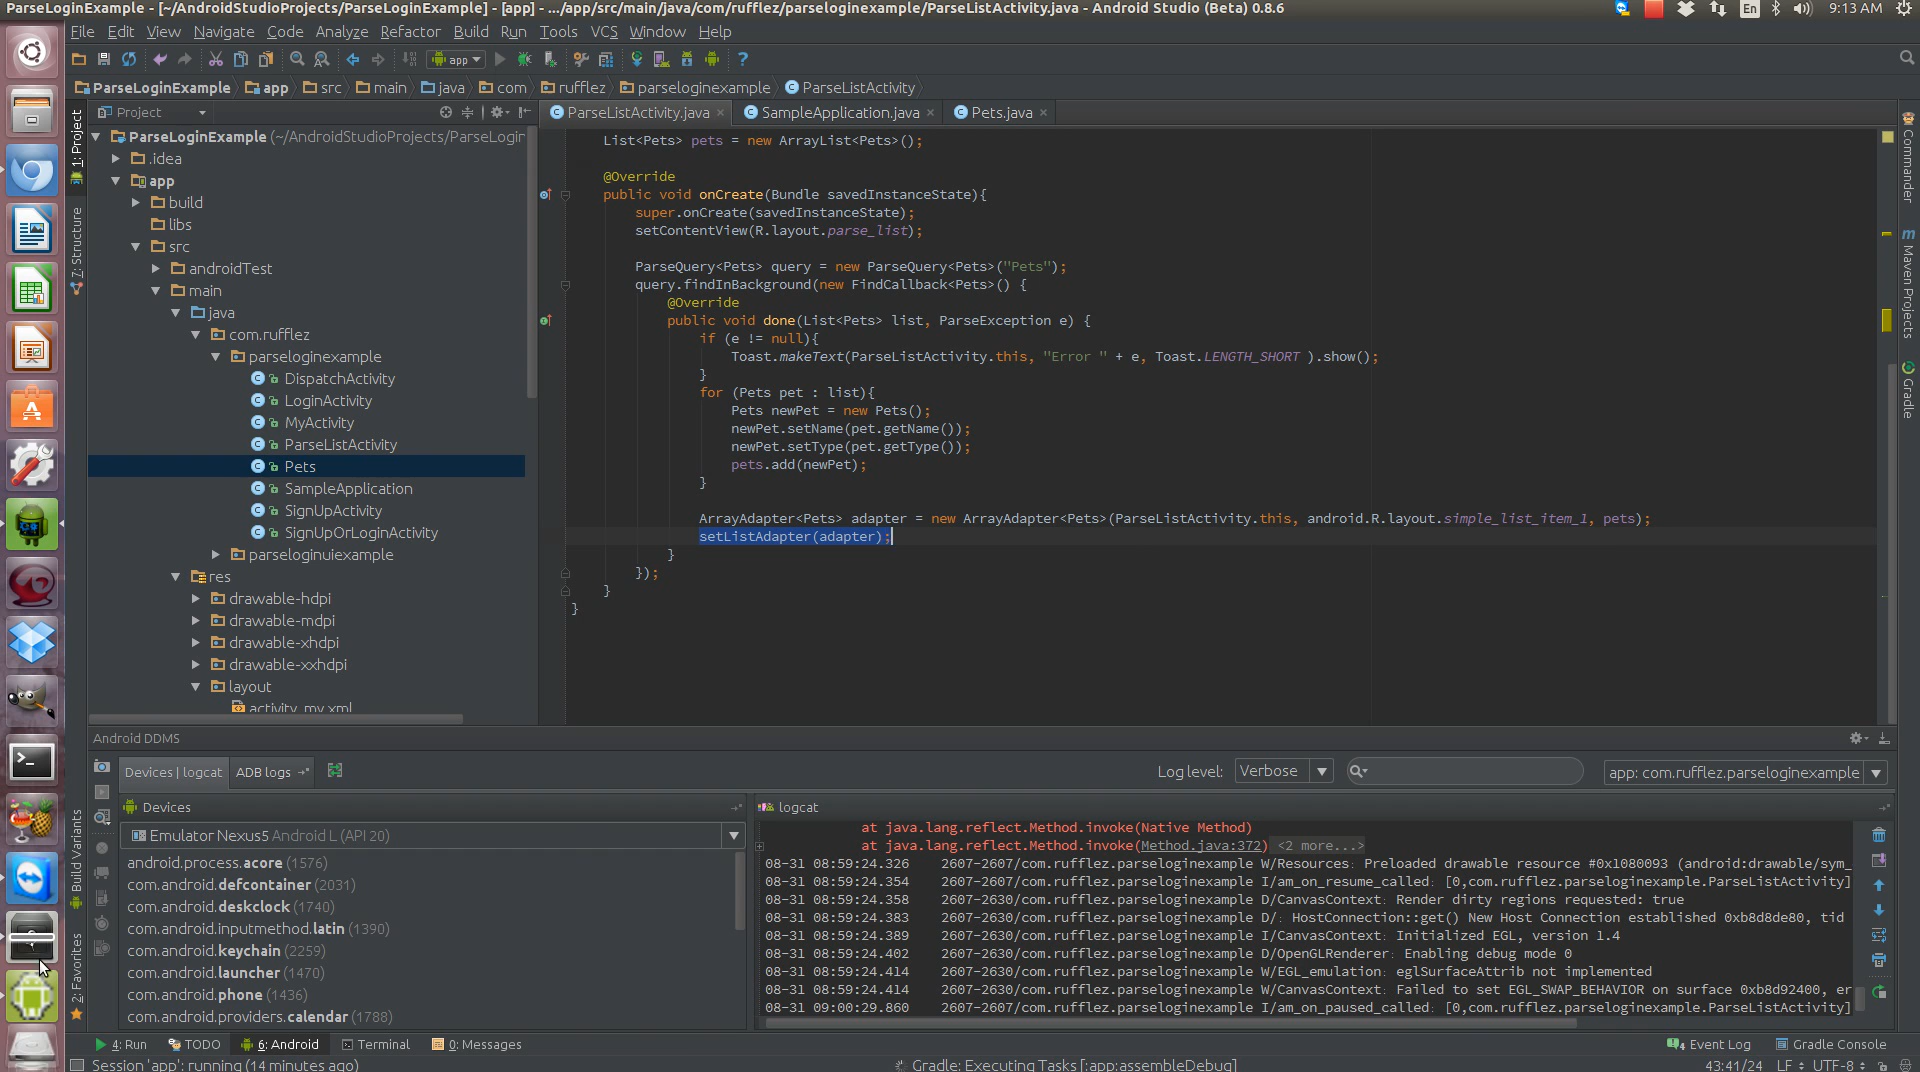 ParseLoginExample - [~/AndroidStudioProjects/ParseLoginExample] - [app] - .../app/src/main/java/com/rufflez/parseloginexample/ParseListActivity.java - Android Studio (Beta) 0.8.6
En
9:13 AM
File Edit View Navigate Code Analyze Refactor Build Run Tools VCS Window Help
app
ParseLoginExample app src main java com rufflez parseloginexample ParseListActivity
Project
ParseListActivity.java SampleApplication.java Pets.java
1: Project
7: Structure
Build Variants
2: Favorites
ParseLoginExample (~/AndroidStudioProjects/ParseLogin
.idea
app
build
libs
src
androidTest
main
java
com.rufflez
parseloginexample
DispatchActivity
LoginActivity
MyActivity
ParseListActivity
Pets
SampleApplication
SignUpActivity
SignUpOrLoginActivity
parseloginuiexample
res
drawable-hdpi
drawable-mdpi
drawable-xhdpi
drawable-xxhdpi
layout
activity_my.xml
List<Pets> pets = new ArrayList<Pets>();
@Override
public void onCreate(Bundle savedInstanceState){
super.onCreate(savedInstanceState);
setContentView(R.layout.parse_list);
ParseQuery<Pets> query = new ParseQuery<Pets>("Pets");
query.findInBackground(new FindCallback<Pets>() {
@Override
public void done(List<Pets> list, ParseException e) {
if (e != null){
Toast.makeText(ParseListActivity.this, "Error " + e, Toast.LENGTH_SHORT ).show();
}
for (Pets pet : list){
Pets newPet = new Pets();
newPet.setName(pet.getName());
newPet.setType(pet.getType());
pets.add(newPet);
}
ArrayAdapter<Pets> adapter = new ArrayAdapter<Pets>(ParseListActivity.this, android.R.layout.simple_list_item_1, pets);
setListAdapter(adapter);
}
});
}
}
Commander
Maven Projects
Gradle
Android DDMS
Devices | logcat ADB logs
Log level: Verbose
app: com.rufflez.parseloginexample
Devices
Emulator Nexus5 Android L (API 20)
android.process.acore (1576)
com.android.defcontainer (2031)
com.android.deskclock (1740)
com.android.inputmethod.latin (1390)
com.android.keychain (2259)
com.android.launcher (1470)
com.android.phone (1436)
com.android.providers.calendar (1788)
logcat
at java.lang.reflect.Method.invoke(Native Method)
at java.lang.reflect.Method.invoke(Method.java:372) <2 more...>
08-31 08:59:24.326 2607-2607/com.rufflez.parseloginexample W/Resources: Preloaded drawable resource #0x1080093 (android:drawable/sym_
08-31 08:59:24.354 2607-2607/com.rufflez.parseloginexample I/am_on_resume_called: [0,com.rufflez.parseloginexample.ParseListActivity]
08-31 08:59:24.358 2607-2630/com.rufflez.parseloginexample D/CanvasContext: Render dirty regions requested: true
08-31 08:59:24.383 2607-2630/com.rufflez.parseloginexample D/: HostConnection::get() New Host Connection established 0xb8d8de80, tid
08-31 08:59:24.389 2607-2630/com.rufflez.parseloginexample I/CanvasContext: Initialized EGL, version 1.4
08-31 08:59:24.402 2607-2630/com.rufflez.parseloginexample D/OpenGLRenderer: Enabling debug mode 0
08-31 08:59:24.414 2607-2630/com.rufflez.parseloginexample W/EGL_emulation: eglSurfaceAttrib not implemented
08-31 08:59:24.414 2607-2630/com.rufflez.parseloginexample W/CanvasContext: Failed to set EGL_SWAP_BEHAVIOR on surface 0xb8d92400, er
08-31 09:00:29.860 2607-2607/com.rufflez.parseloginexample I/am_on_paused_called: [0,com.rufflez.parseloginexample.ParseListActivity]
4: Run TODO 6: Android Terminal 0: Messages
4 Event Log Gradle Console
Session 'app': running (14 minutes ago)
Gradle: Executing Tasks [:app:assembleDebug]
43:41/24 LF UTF-8